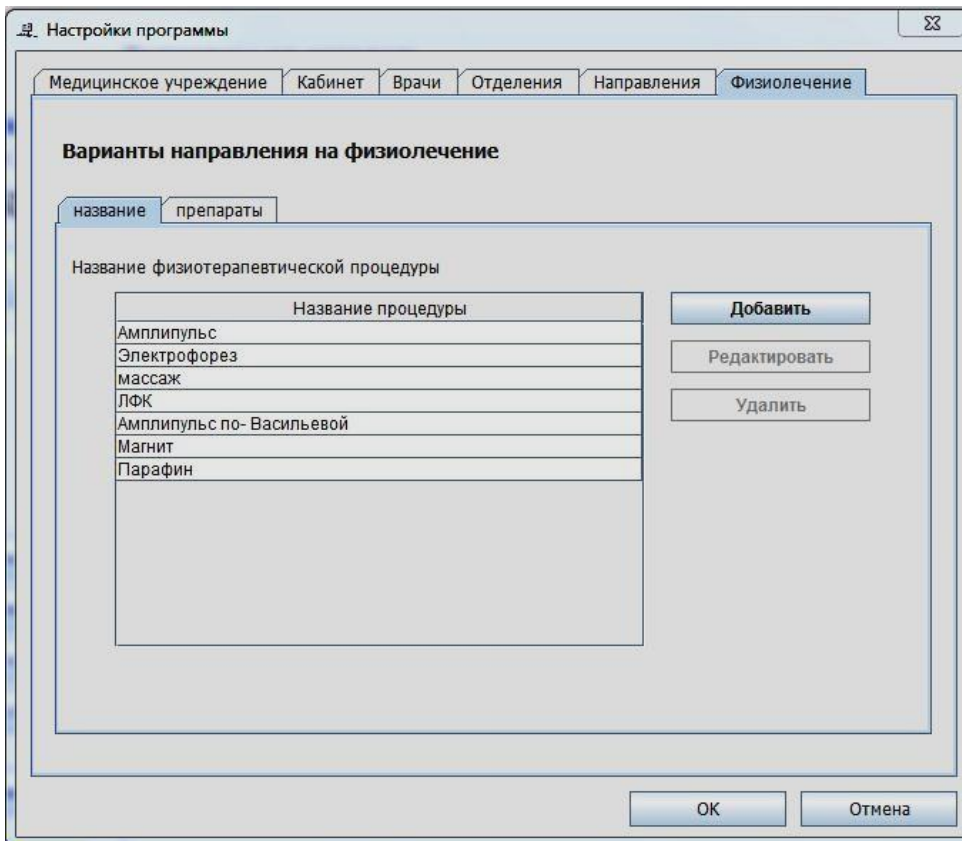 Настройки программы
Медицинское учреждение Кабинет Врачи Отделения Направления Физиолечение
Варианты направления на физиолечение
название препараты
Название физиотерапевтической процедуры
Название процедуры
Добавить
Амплипульс
Электрофорез
Редактировать
массаж
ЛФК
Удалить
Амплипульс по- Васильевой
Магнит
Парафин
OK Отмена